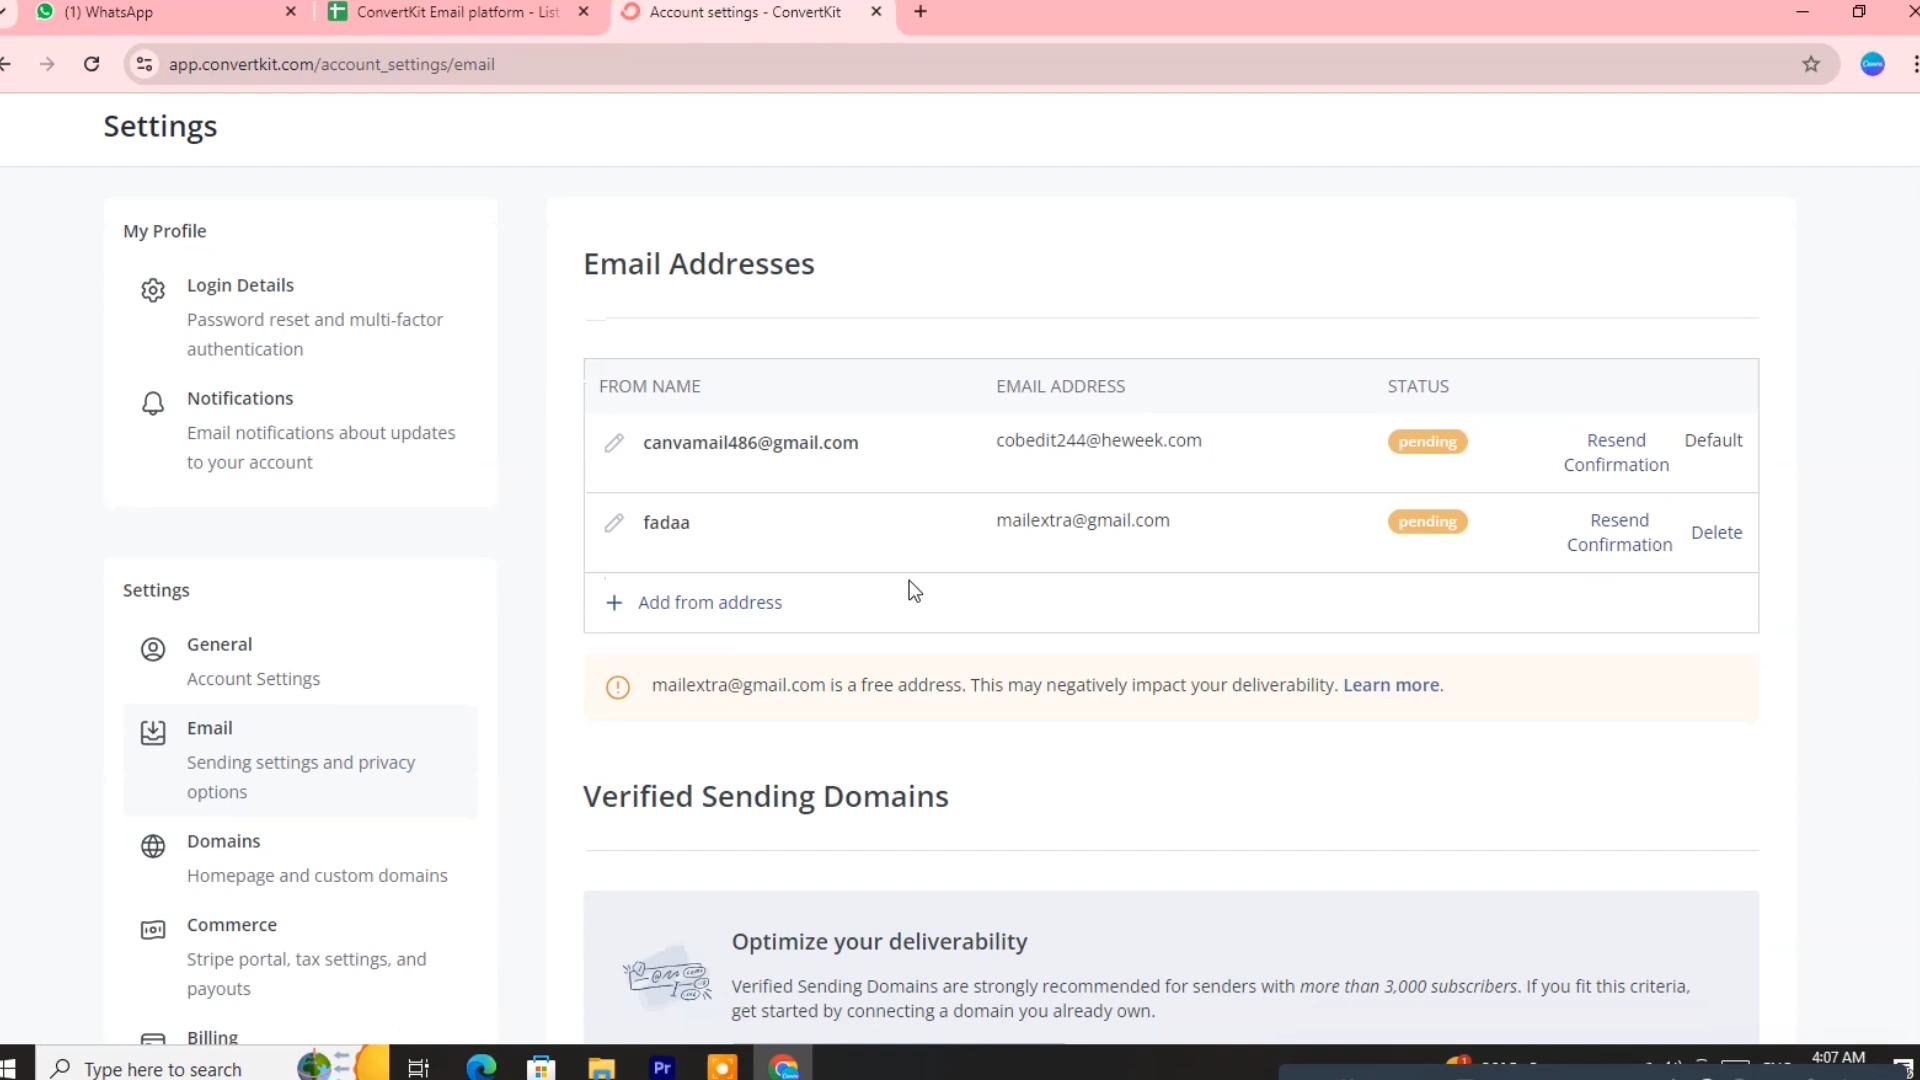 (1) WhatsApp
ConvertKit Email platform - List
Account settings - ConvertKit
app.convertkit.com/account_settings/email
Settings
My Profile
Login Details
Password reset and multi-factor
authentication
Notifications
Email notifications about updates
to your account
Settings
General
Account Settings
Email
Sending settings and privacy
options
Domains
Homepage and custom domains
Commerce
Stripe portal, tax settings, and
payouts
Billing
Email Addresses
FROM NAME EMAIL ADDRESS STATUS
canvamail486@gmail.com cobedit244@heweek.com pending Resend Confirmation Default
fadaa mailextra@gmail.com pending Resend Confirmation Delete
+ Add from address
mailextra@gmail.com is a free address. This may negatively impact your deliverability. Learn more.
Verified Sending Domains
Optimize your deliverability
Verified Sending Domains are strongly recommended for senders with more than 3,000 subscribers. If you fit this criteria,
get started by connecting a domain you already own.
Type here to search
Pr
4:07 AM